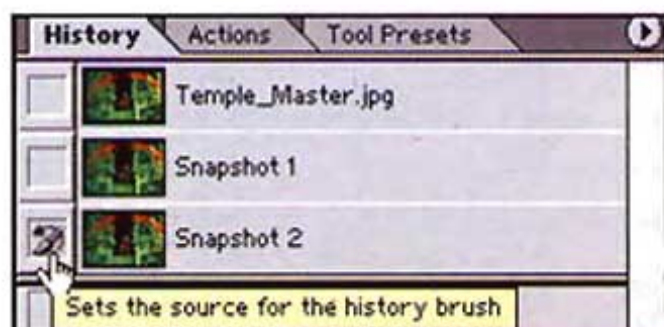 History Actions Tool Presets
Temple_Master.jpg
Snapshot 1
Snapshot 2
Sets the source for the history brush